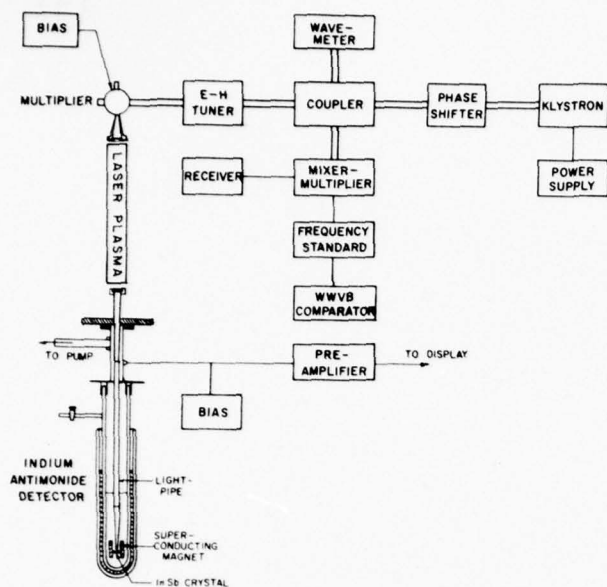 BIAS
WAVE-
METER
MULTIPLIER
E-H
TUNER
COUPLER
PHASE
SHIFTER
KLYSTRON
LASER PLASMA
RECEIVER
MIXER-
MULTIPLIER
POWER
SUPPLY
FREQUENCY
STANDARD
WWVB
COMPARATOR
TO PUMP
PRE-
AMPLIFIER
TO DISPLAY
BIAS
INDIUM
ANTIMONIDE
DETECTOR
LIGHT-
PIPE
SUPER-
CONDUCTING
MAGNET
InSb CRYSTAL